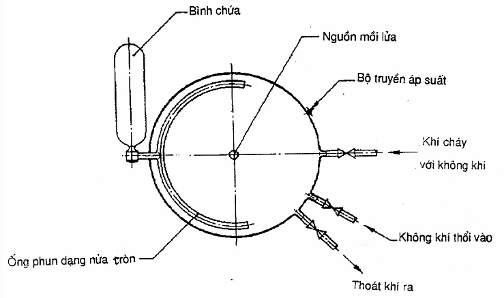 Bình chứa
Nguồn mồi lửa
Bộ truyền áp suất
Khí cháy
với không khi
Không khí thổi vào
Ống phun dạng nửa tròn
Thoát khí ra